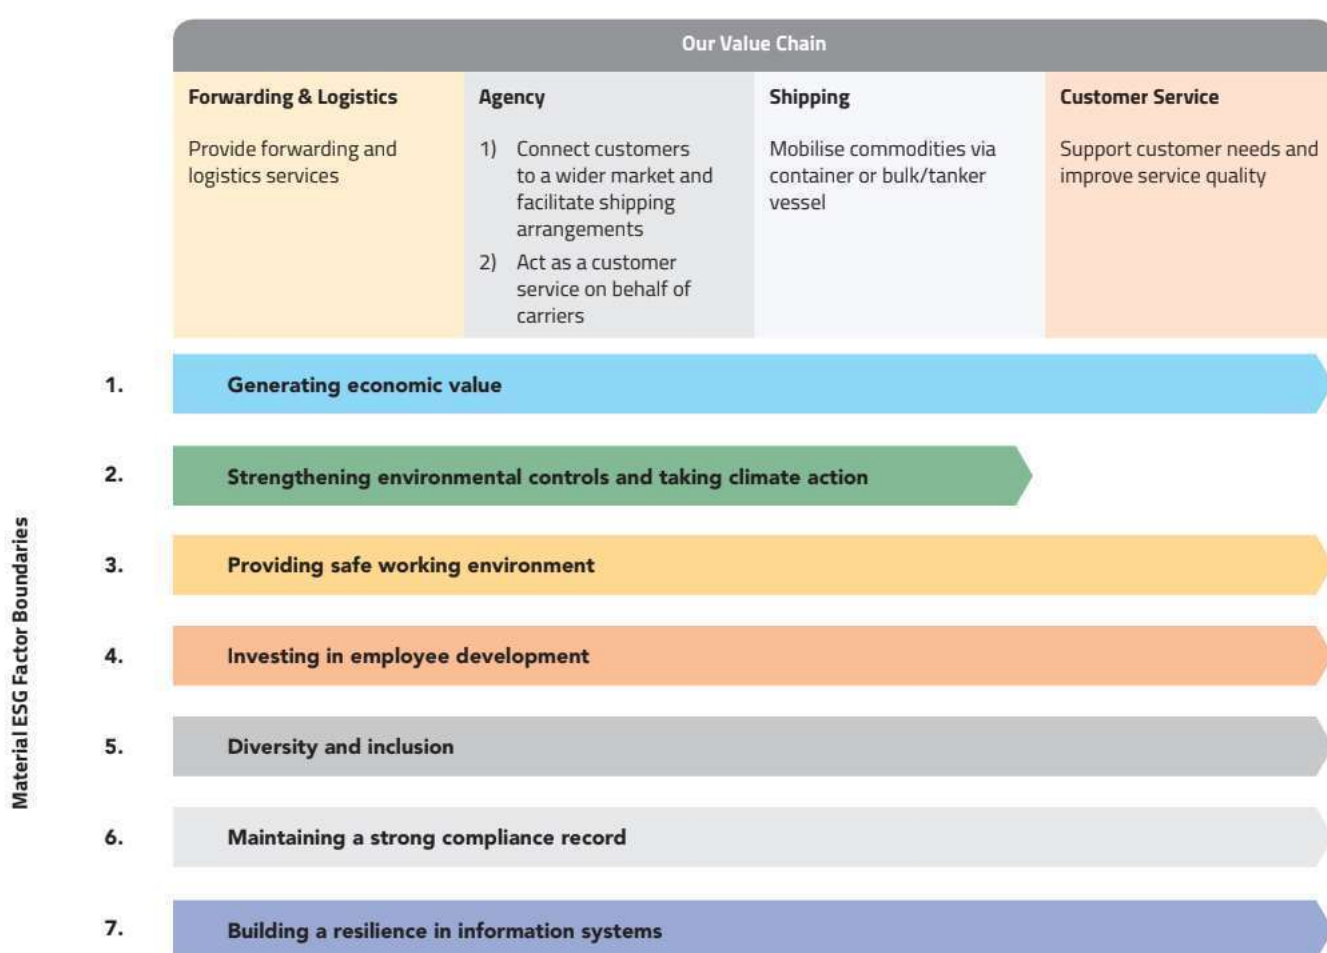 Our Value Chain
Forwarding & Logistics
Provide forwarding and
logistics services
Agency
1) Connect customers
to a wider market and
facilitate shipping
arrangements
2) Act as a customer
service on behalf of
carriers
Shipping
Mobilise commodities via
container or bulk/tanker
vessel
Customer Service
Support customer needs and
improve service quality
Material ESG Factor Boundaries
1. Generating economic value
2. Strengthening environmental controls and taking climate action
3. Providing safe working environment
4. Investing in employee development
5. Diversity and inclusion
6. Maintaining a strong compliance record
7. Building a resilience in information systems